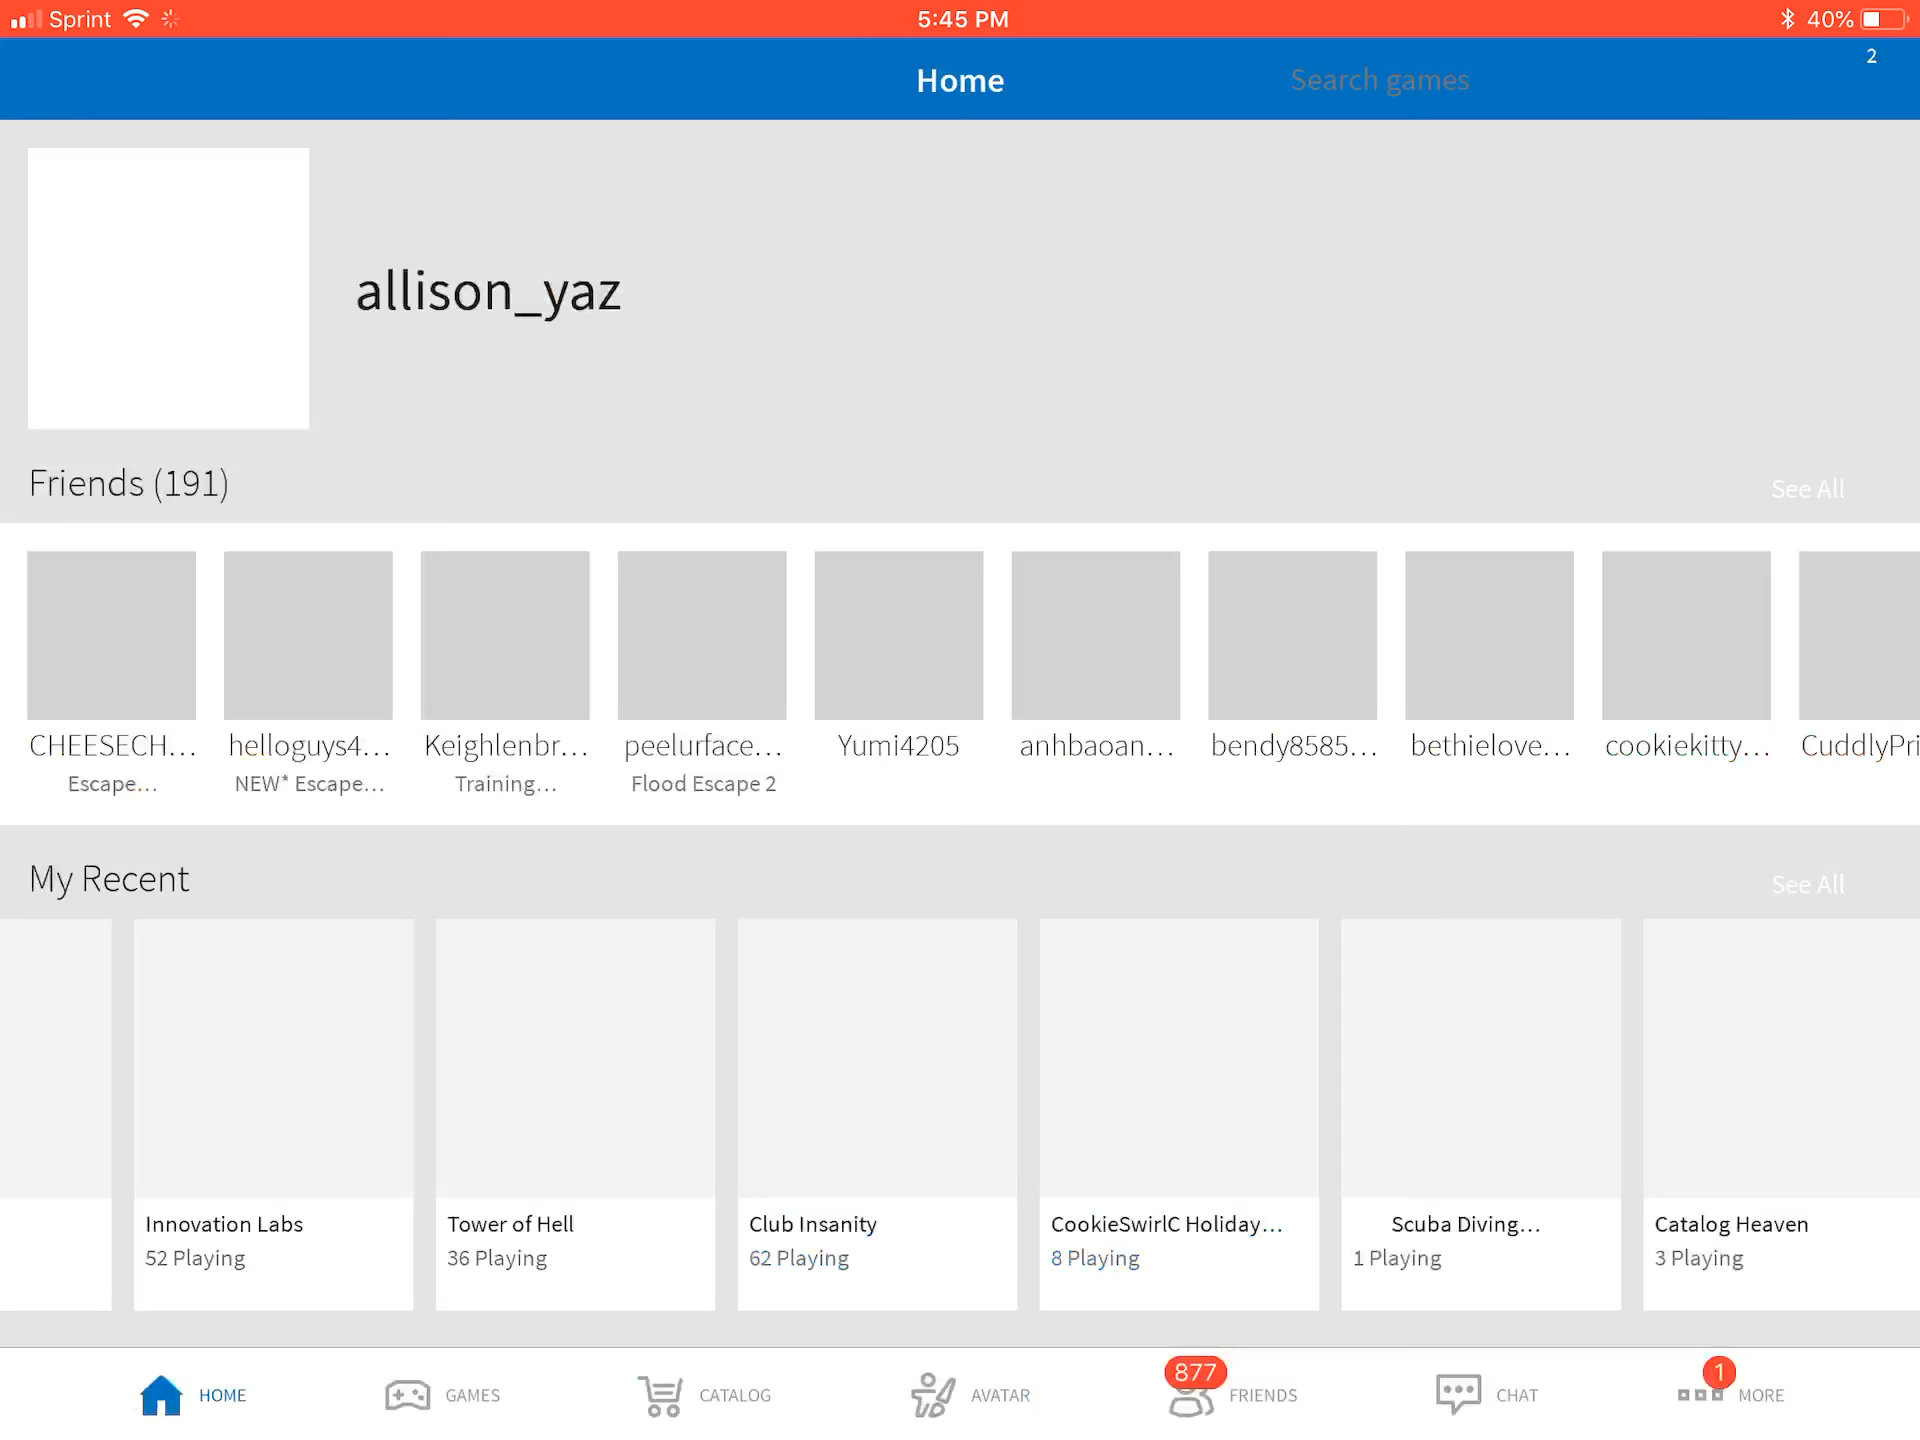 Sprint 5:45 PM 40%
Home Search games 2
allison_yaz
Friends (191) See All
CHEESECH... helloguys4... Keighlenbr... peelurface... Yumi4205 anhbaoan... bendy8585... bethielove... cookiekitty... CuddlyPri
Escape... NEW* Escape... Training... Flood Escape 2
My Recent See All
Innovation Labs Tower of Hell Club Insanity CookieSwirlC Holiday... Scuba Diving... Catalog Heaven
52 Playing 36 Playing 62 Playing 8 Playing 1 Playing 3 Playing
877 1
HOME GAMES CATALOG AVATAR FRIENDS CHAT MORE